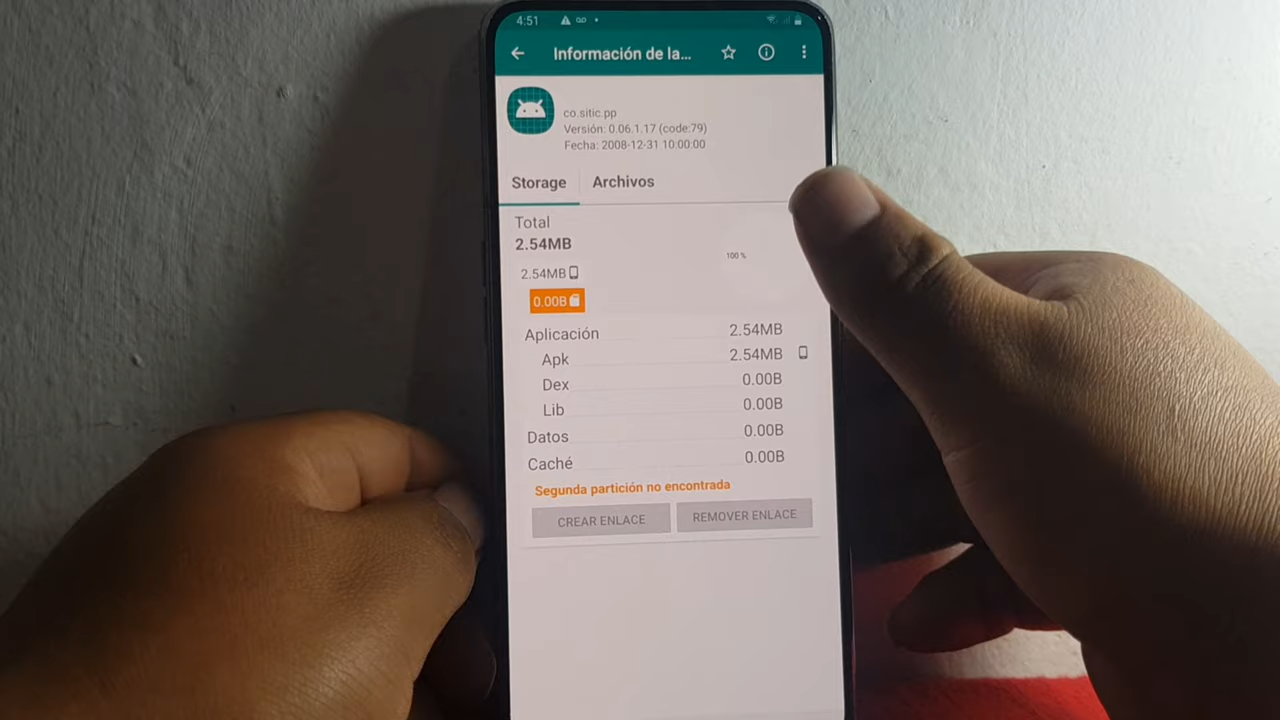 4:51
Información de la...
co.sitic.pp
Versión: 0.06.1.17 (code:79)
Fecha: 2008-12-31 10:00:00
Storage Archivos
Total
2.54MB
100 %
2.54MB
0.00B
Aplicación 2.54MB
Apk 2.54MB
Dex 0.00B
Lib 0.00B
Datos 0.00B
Caché 0.00B
Segunda partición no encontrada
CREAR ENLACE REMOVER ENLACE